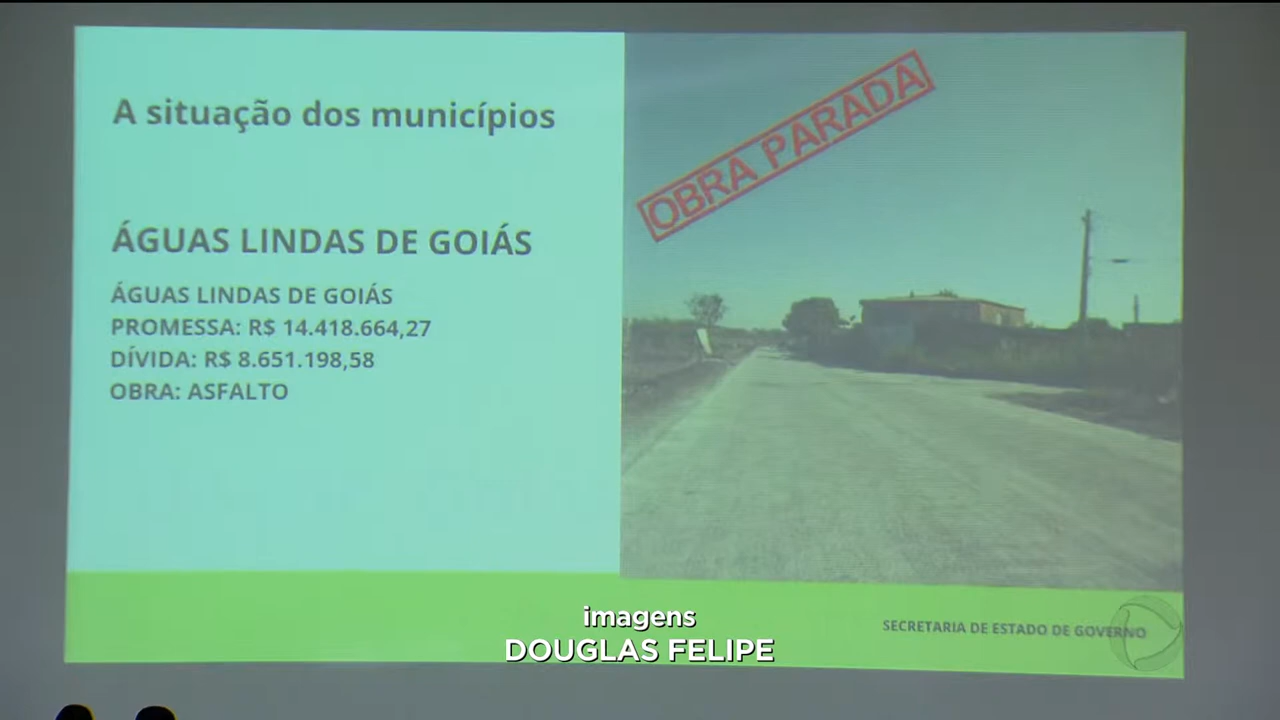 A situação dos municípios
ÁGUAS LINDAS DE GOIÁS
ÁGUAS LINDAS DE GOIÁS
PROMESSA: R$ 14.418.664,27
DÍVIDA: R$ 8.651.198,58
OBRA: ASFALTO
OBRA PARADA
imagens
DOUGLAS FELIPE
SECRETARIA DE ESTADO DE GOVERNO